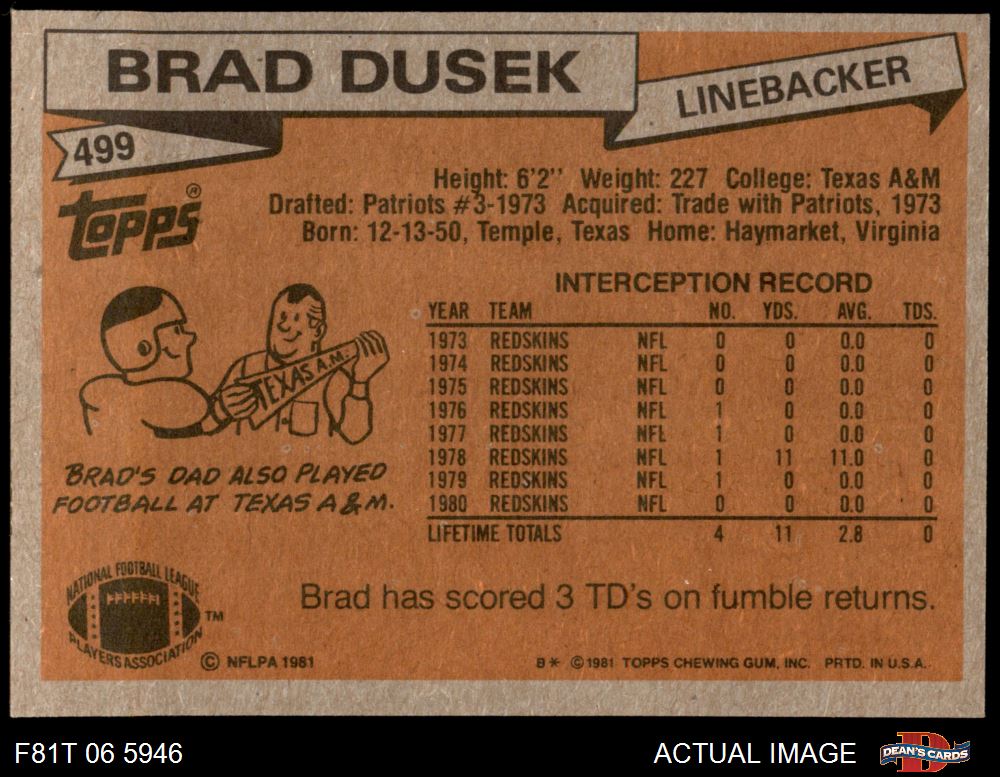 BRAD DUSEK
LINEBACKER
499
TOPPS®
Height: 6'2'' Weight: 227 College: Texas A&M
Drafted: Patriots #3-1973 Acquired: Trade with Patriots, 1973
Born: 12-13-50, Temple, Texas Home: Haymarket, Virginia
TEXAS A.M.
BRAD'S DAD ALSO PLAYED
FOOTBALL AT TEXAS A & M.
INTERCEPTION RECORD
YEAR TEAM NO. YDS. AVG. TDS.
1973 REDSKINS NFL 0 0 0.0 0
1974 REDSKINS NFL 0 0 0.0 0
1975 REDSKINS NFL 0 0 0.0 0
1976 REDSKINS NFL 1 0 0.0 0
1977 REDSKINS NFL 1 0 0.0 0
1978 REDSKINS NFL 1 11 11.0 0
1979 REDSKINS NFL 1 0 0.0 0
1980 REDSKINS NFL 0 0 0.0 0
LIFETIME TOTALS 4 11 2.8 0
Brad has scored 3 TD's on fumble returns.
NATIONAL FOOTBALL LEAGUE
PLAYERS ASSOCIATION
TM
© NFLPA 1981
B* © 1981 TOPPS CHEWING GUM, INC. PRTD. IN U.S.A.
F81T 06 5946
ACTUAL IMAGE
D
DEAN'S CARDS